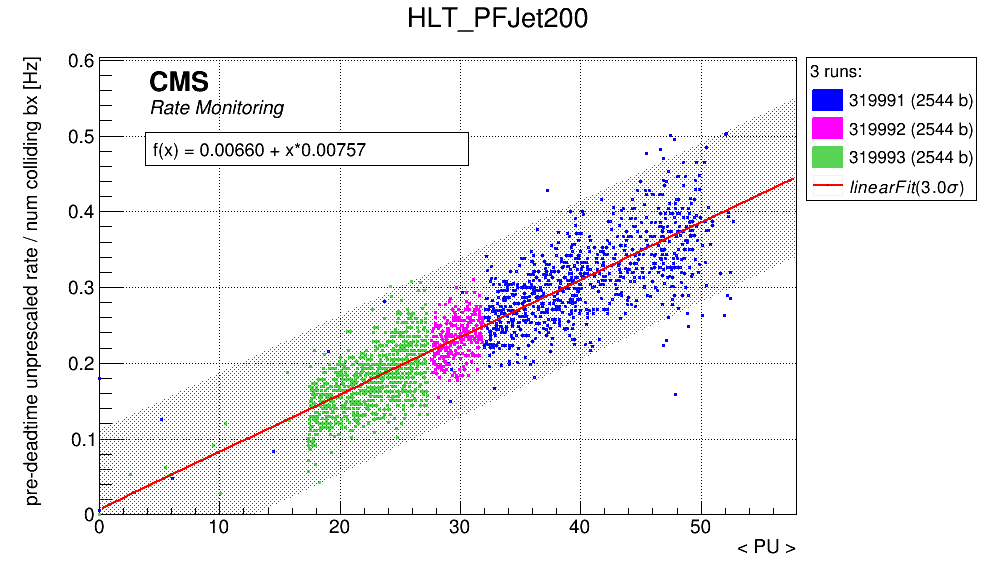 HLT_PFJet200
pre-deadtime unprescaled rate / num colliding bx [Hz]
0.6
0.5
0.4
0.3
0.2
0.1
0
CMS
Rate Monitoring
f(x) = 0.00660 + x*0.00757
0 10 20 30 40 50
< PU >
3 runs:
319991 (2544 b)
319992 (2544 b)
319993 (2544 b)
linearFit(3.0σ)